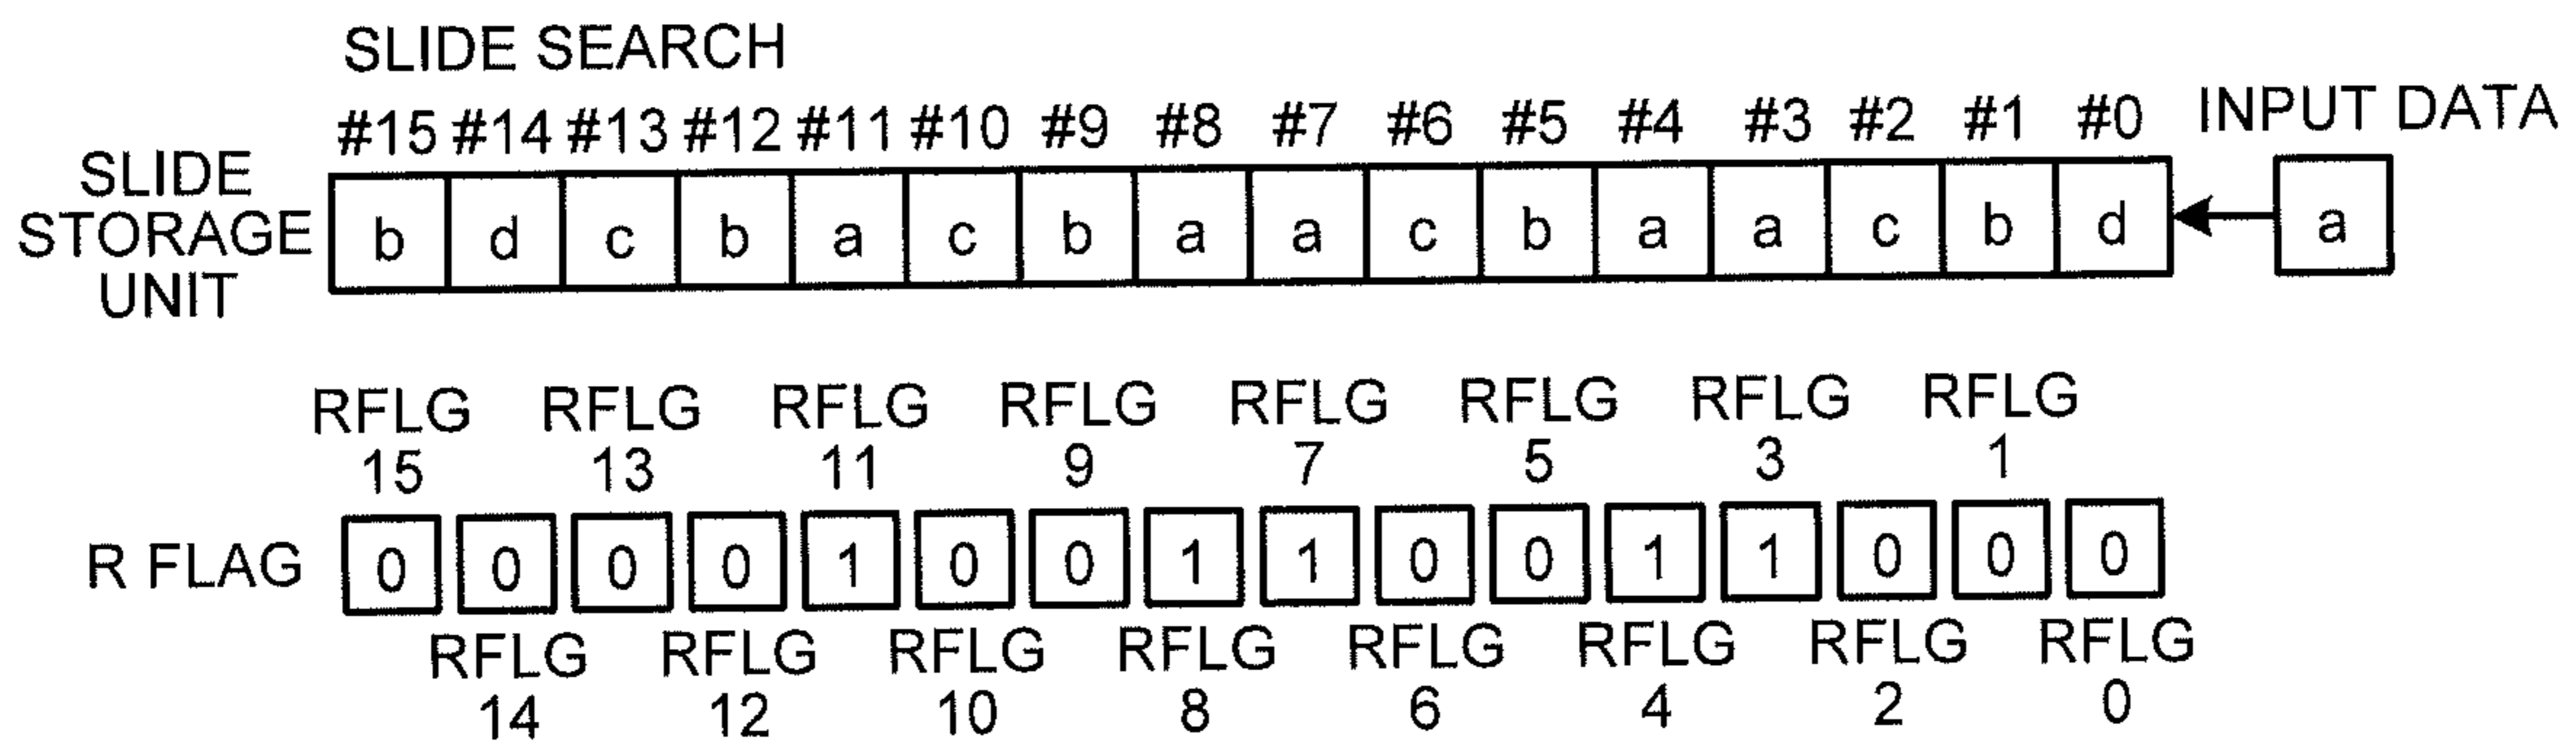 SLIDE SEARCH
#15 #14 #13 #12 #11 #10 #9 #8 #7 #6 #5 #4 #3 #2 #1 #0 INPUT DATA
SLIDE STORAGE UNIT
b d c b a c b a a c b a a c b d a
RFLG 15 RFLG 13 RFLG 11 RFLG 9 RFLG 7 RFLG 5 RFLG 3 RFLG 1
R FLAG 0 0 0 0 1 0 0 1 1 0 0 1 1 0 0 0
RFLG 14 RFLG 12 RFLG 10 RFLG 8 RFLG 6 RFLG 4 RFLG 2 RFLG 0